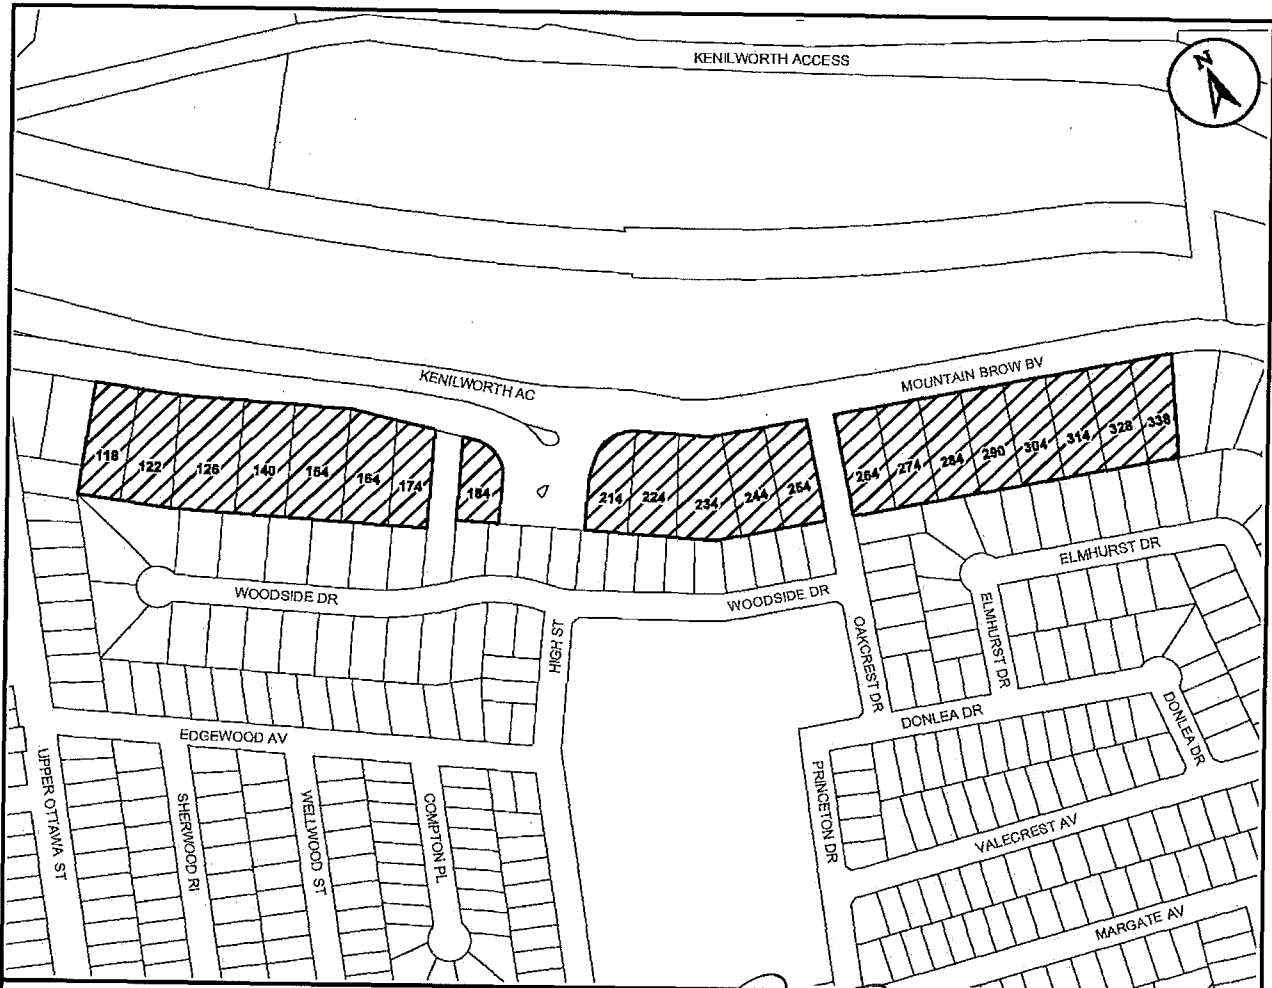 KENILWORTH ACCESS
N
KENILWORTH AC
MOUNTAIN BROW BV
118
122
126
140
154
164
174
184
214
224
234
244
254
264
274
284
290
304
314
328
338
WOODSIDE DR
WOODSIDE DR
HIGH ST
OAKCREST DR
ELMHURST DR
ELMHURST DR
DONLEA DR
DONLEA DR
EDGEWOOD AV
UPPER OTTAWA ST
SHERWOOD RI
WELLWOOD ST
COMPTON PL
PRINCETON DR
VALECREST AV
MARGATE AV